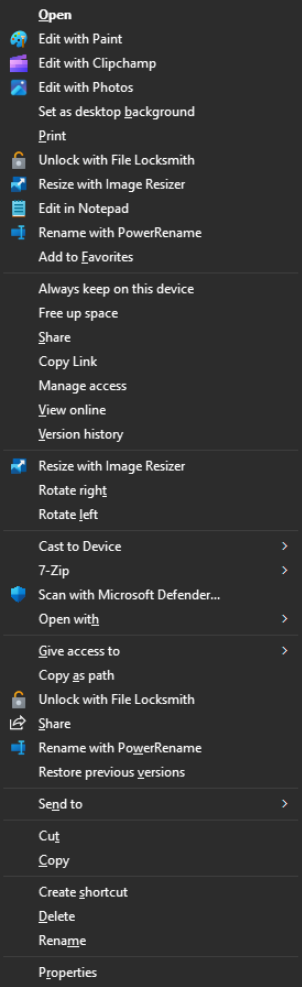 Open
Edit with Paint
Edit with Clipchamp
Edit with Photos
Set as desktop background
Print
Unlock with File Locksmith
Resize with Image Resizer
Edit in Notepad
Rename with PowerRename
Add to Favorites
Always keep on this device
Free up space
Share
Copy Link
Manage access
View online
Version history
Resize with Image Resizer
Rotate right
Rotate left
Cast to Device
7-Zip
Scan with Microsoft Defender...
Open with
Give access to
Copy as path
Unlock with File Locksmith
Share
Rename with PowerRename
Restore previous versions
Send to
Cut
Copy
Create shortcut
Delete
Rename
Properties